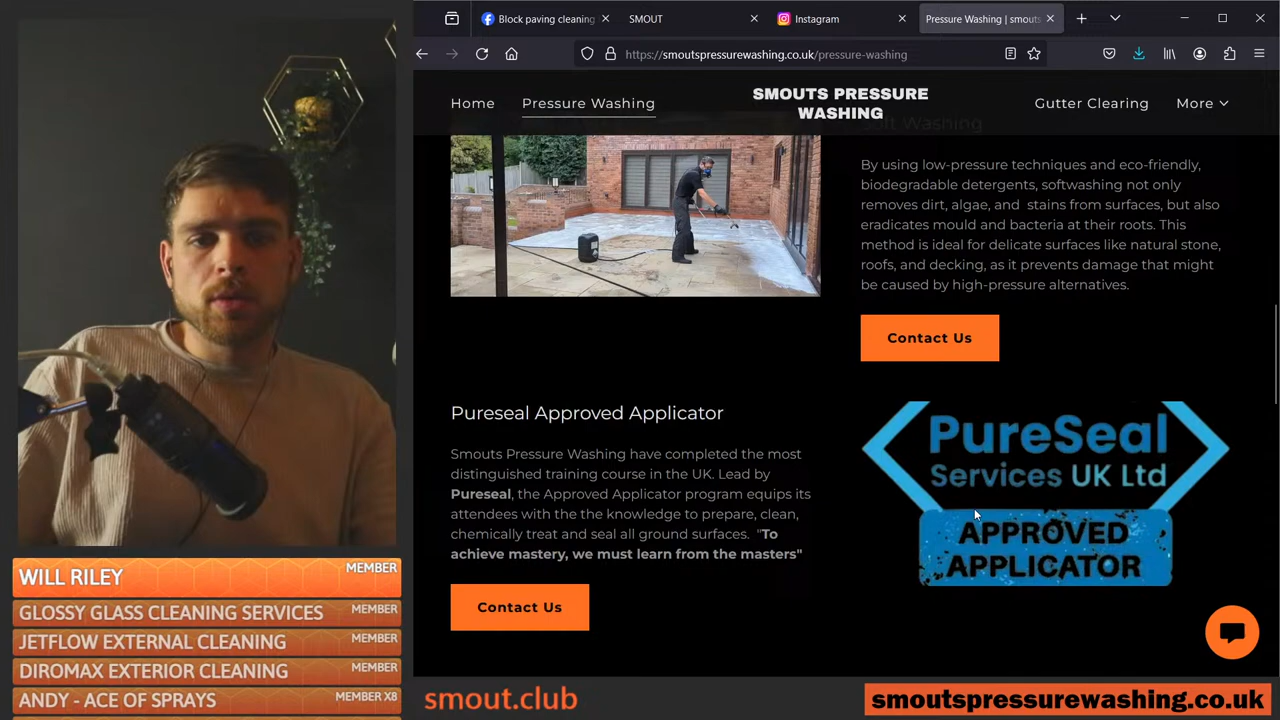 Block paving cleaning
SMOUT
Instagram
Pressure Washing | smouts
https://smoutspressurewashing.co.uk/pressure-washing
Home
Pressure Washing
SMOUTS PRESSURE
WASHING
Gutter Clearing
More
Soft Washing
By using low-pressure techniques and eco-friendly,
biodegradable detergents, softwashing not only
removes dirt, algae, and stains from surfaces, but also
eradicates mould and bacteria at their roots. This
method is ideal for delicate surfaces like natural stone,
roofs, and decking, as it prevents damage that might
be caused by high-pressure alternatives.
Contact Us
Pureseal Approved Applicator
Smouts Pressure Washing have completed the most
distinguished training course in the UK. Lead by
Pureseal, the Approved Applicator program equips its
attendees with the the knowledge to prepare, clean,
chemically treat and seal all ground surfaces. "To
achieve mastery, we must learn from the masters"
Contact Us
PureSeal
Services UK Ltd
APPROVED
APPLICATOR
WILL RILEY MEMBER
GLOSSY GLASS CLEANING SERVICES MEMBER
JETFLOW EXTERNAL CLEANING MEMBER
DIROMAX EXTERIOR CLEANING MEMBER
ANDY - ACE OF SPRAYS MEMBER X8
smout.club
smoutspressurewashing.co.uk